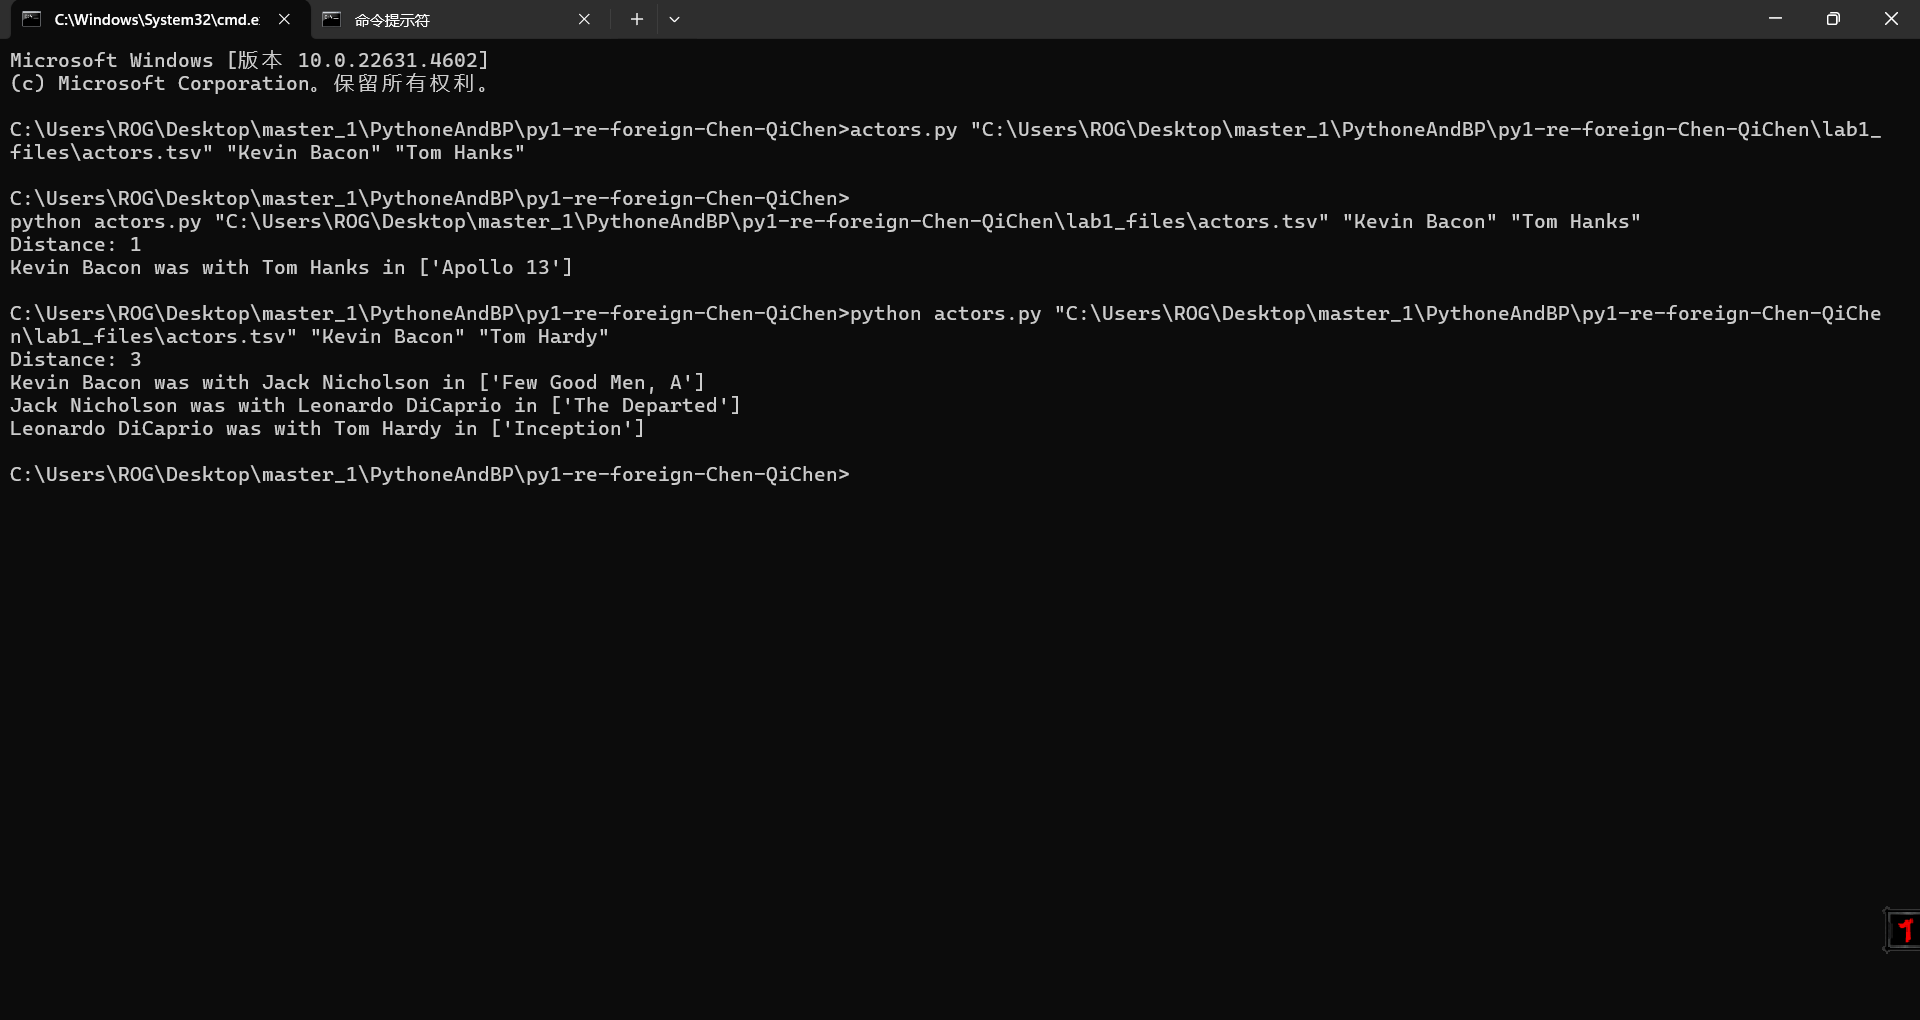 C:\Windows\System32\cmd.e
命令提示符
Microsoft Windows [版本 10.0.22631.4602]
(c) Microsoft Corporation。保留所有权利。
C:\Users\ROG\Desktop\master_1\PythoneAndBP\py1-re-foreign-Chen-QiChen>actors.py "C:\Users\ROG\Desktop\master_1\PythoneAndBP\py1-re-foreign-Chen-QiChen\lab1_
files\actors.tsv" "Kevin Bacon" "Tom Hanks"
C:\Users\ROG\Desktop\master_1\PythoneAndBP\py1-re-foreign-Chen-QiChen>
python actors.py "C:\Users\ROG\Desktop\master_1\PythoneAndBP\py1-re-foreign-Chen-QiChen\lab1_files\actors.tsv" "Kevin Bacon" "Tom Hanks"
Distance: 1
Kevin Bacon was with Tom Hanks in ['Apollo 13']
C:\Users\ROG\Desktop\master_1\PythoneAndBP\py1-re-foreign-Chen-QiChen>python actors.py "C:\Users\ROG\Desktop\master_1\PythoneAndBP\py1-re-foreign-Chen-QiChe
n\lab1_files\actors.tsv" "Kevin Bacon" "Tom Hardy"
Distance: 3
Kevin Bacon was with Jack Nicholson in ['Few Good Men, A']
Jack Nicholson was with Leonardo DiCaprio in ['The Departed']
Leonardo DiCaprio was with Tom Hardy in ['Inception']
C:\Users\ROG\Desktop\master_1\PythoneAndBP\py1-re-foreign-Chen-QiChen>